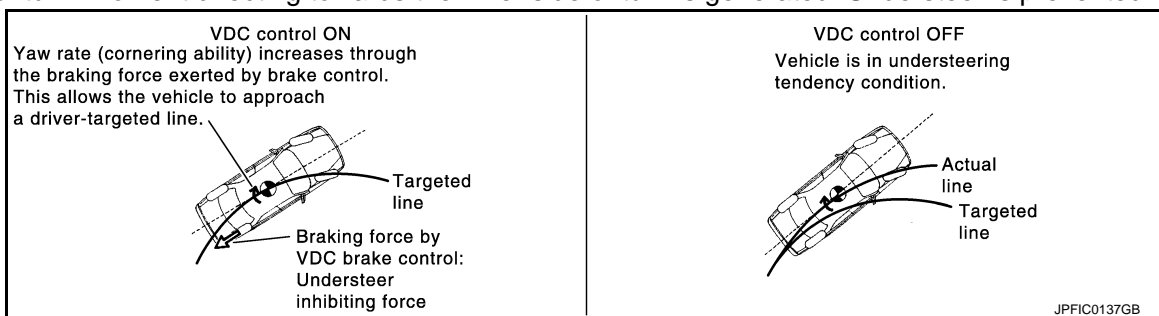 VDC control ON
Yaw rate (cornering ability) increases through
the braking force exerted by brake control.
This allows the vehicle to approach
a driver-targeted line.
Targeted
line
Braking force by
VDC brake control:
Understeer
inhibiting force
VDC control OFF
Vehicle is in understeering
tendency condition.
Actual
line
Targeted
line
JPFIC0137GB